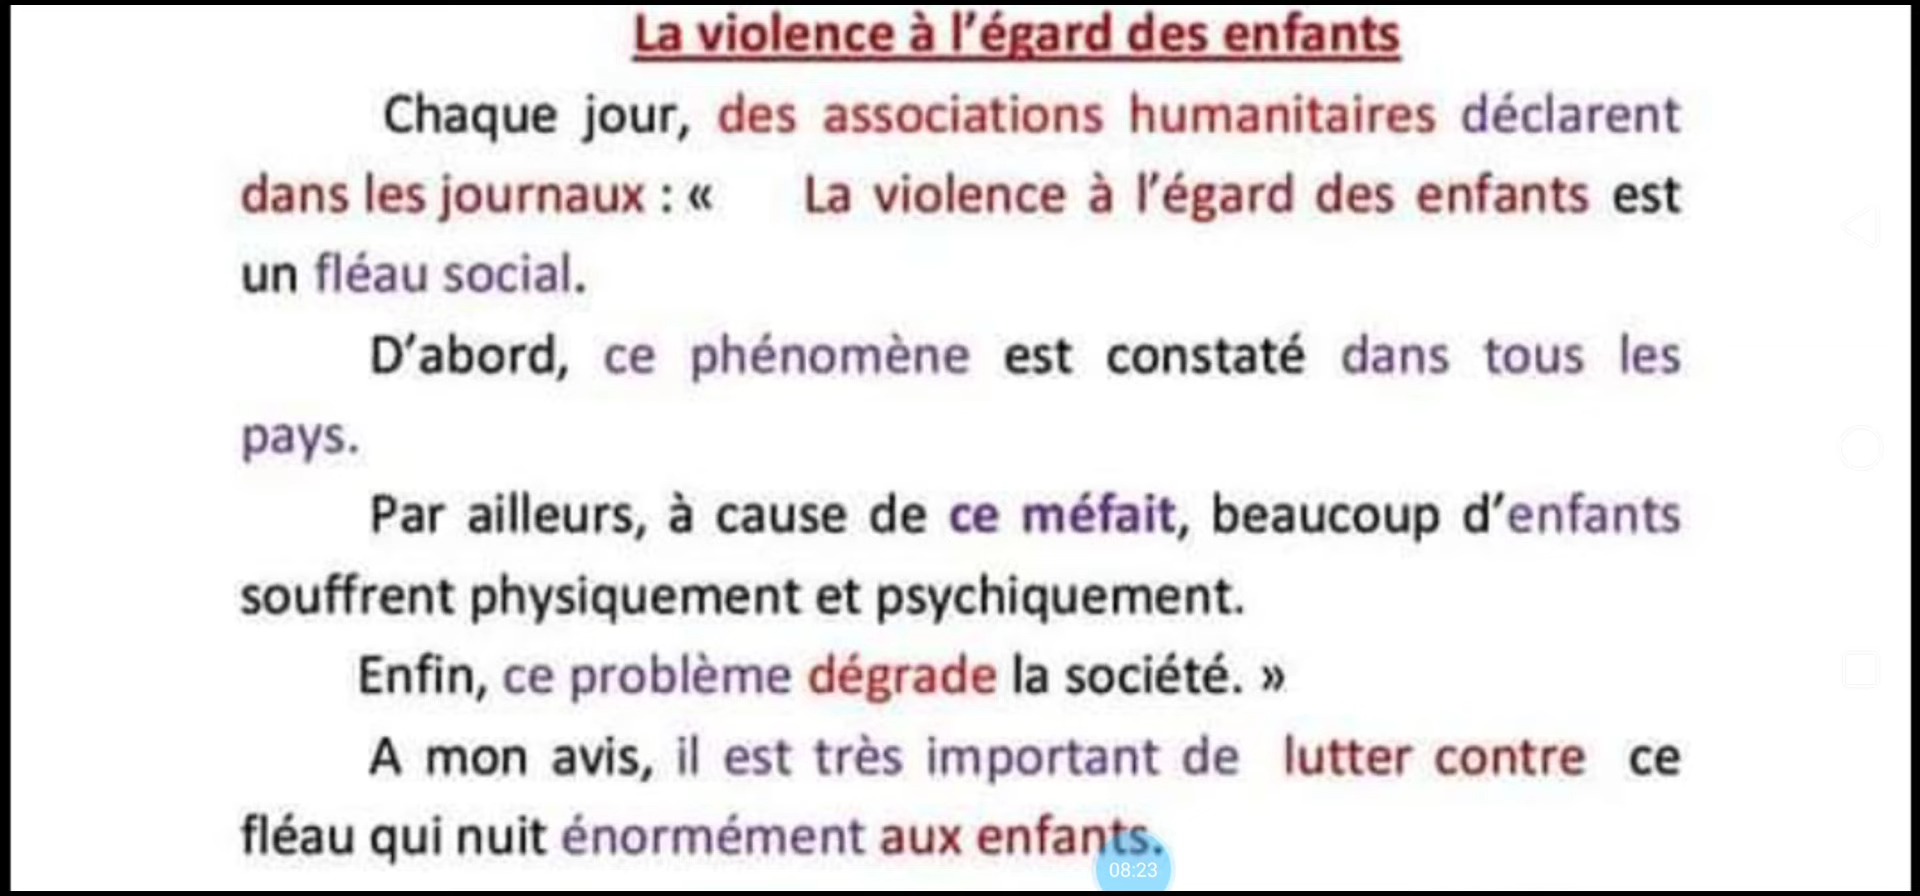 La violence à l'égard des enfants
Chaque jour, des associations humanitaires déclarent
dans les journaux : « La violence à l'égard des enfants est
un fléau social.
D'abord, ce phénomène est constaté dans tous les
pays.
Par ailleurs, à cause de ce méfait, beaucoup d'enfants
souffrent physiquement et psychiquement.
Enfin, ce problème dégrade la société. »
A mon avis, il est très important de lutter contre ce
fléau qui nuit énormément aux enfants.
08:23